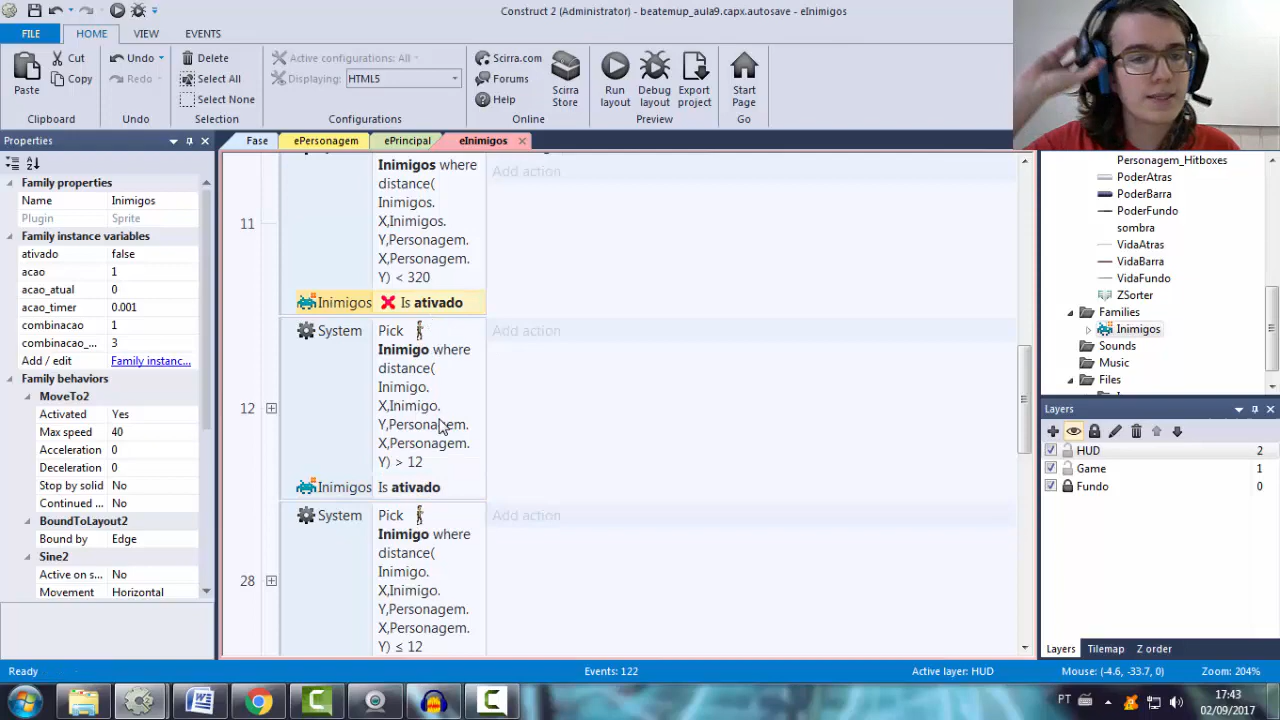 Construct 2 (Administrator) - beatemup_aula9.capx.autosave - eInimigos
FILE
HOME
VIEW
EVENTS
Paste
Cut
Copy
Clipboard
Undo
Redo
Undo
Delete
Select All
Select None
Selection
Active configurations: All
Displaying: HTML5
Configurations
Scirra.com
Forums
Help
Scirra Store
Online
Run layout
Debug layout
Export project
Preview
Start Page
Go
Properties
Family properties
Name Inimigos
Plugin Sprite
Family instance variables
ativado false
acao 1
acao_atual 0
acao_timer 0.001
combinacao 1
combinacao_... 3
Add / edit Family instanc...
Family behaviors
MoveTo2
Activated Yes
Max speed 40
Acceleration 0
Deceleration 0
Stop by solid No
Continued ... No
BoundToLayout2
Bound by Edge
Sine2
Active on s... No
Movement Horizontal
Fase
ePersonagem
ePrincipal
eInimigos
11
Inimigos where
distance(
Inimigos.
X,Inimigos.
Y,Personagem.
X,Personagem.
Y) < 320
Add action
Inimigos Is ativado
12
System Pick
Inimigo where
distance(
Inimigo.
X,Inimigo.
Y,Personagem.
X,Personagem.
Y) > 12
Add action
Inimigos Is ativado
28
System Pick
Inimigo where
distance(
Inimigo.
X,Inimigo.
Y,Personagem.
X,Personagem.
Y) ≤ 12
Add action
Personagem_Hitboxes
PoderAtras
PoderBarra
PoderFundo
sombra
VidaAtras
VidaBarra
VidaFundo
ZSorter
Families
Inimigos
Sounds
Music
Files
Layers
HUD 2
Game 1
Fundo 0
Layers
Tilemap
Z order
Ready
Events: 122
Active layer: HUD
Mouse: (-4.6, -33.7, 0)
Zoom: 204%
PT
17:43
02/09/2017